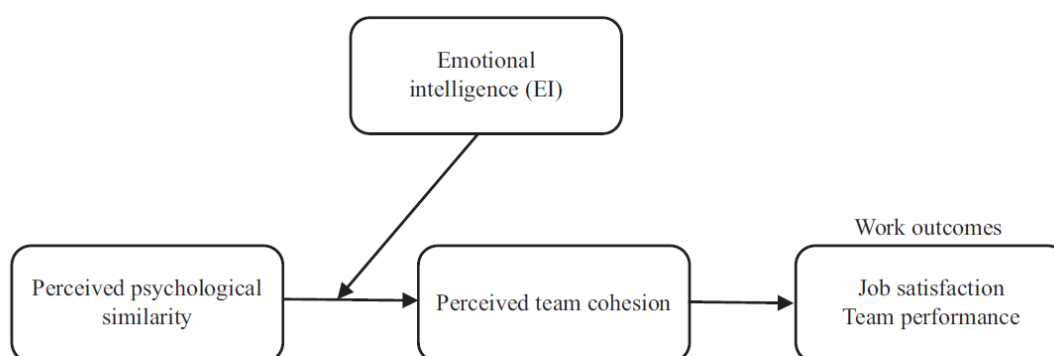 Emotional
intelligence (EI)
Work outcomes
Perceived psychological
similarity
Perceived team cohesion
Job satisfaction
Team performance